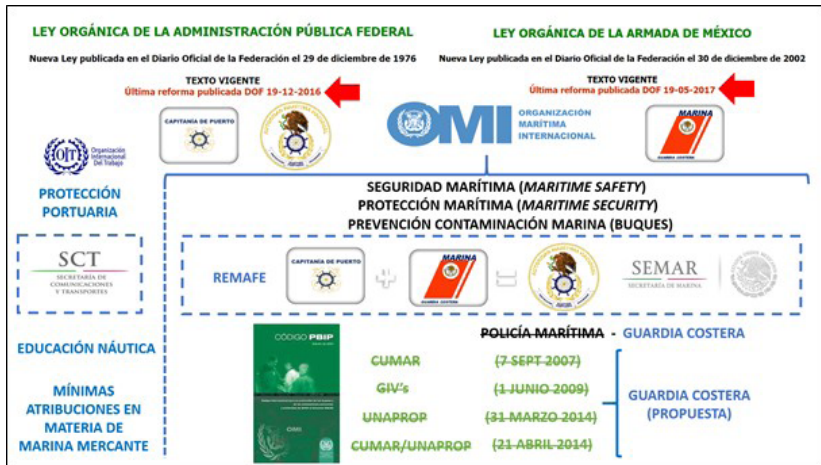 LEY ORGÁNICA DE LA ADMINISTRACIÓN PÚBLICA FEDERAL
Nueva Ley publicada en el Diario Oficial de la Federación el 29 de diciembre de 1976
TEXTO VIGENTE
Última reforma publicada DOF 19-12-2016
LEY ORGÁNICA DE LA ARMADA DE MÉXICO
Nueva Ley publicada en el Diario Oficial de la Federación el 30 de diciembre de 2002
TEXTO VIGENTE
Última reforma publicada DOF 19-05-2017
CAPITANÍA DE PUERTO
OMI
ORGANIZACIÓN
MARÍTIMA
INTERNACIONAL
MARINA
GUARDIA COSTERA
OIT
Organización
Internacional
Del Trabajo
PROTECCIÓN
PORTUARIA
SCT
SECRETARÍA DE
COMUNICACIONES
Y TRANSPORTES
EDUCACIÓN NÁUTICA
MÍNIMAS
ATRIBUCIONES EN
MATERIA DE
MARINA MERCANTE
SEGURIDAD MARÍTIMA (MARITIME SAFETY)
PROTECCIÓN MARÍTIMA (MARITIME SECURITY)
PREVENCIÓN CONTAMINACIÓN MARINA (BUQUES)
REMAFE
CAPITANÍA DE PUERTO
+
MARINA
GUARDIA COSTERA
=
SEMAR
SECRETARÍA DE MARINA
CÓDIGO PBIP
OMI
POLICÍA MARÍTIMA - GUARDIA COSTERA
CUMAR (7 SEPT 2007)
GIV's (1 JUNIO 2009)
UNAPROP (31 MARZO 2014)
CUMAR/UNAPROP (21 ABRIL 2014)
GUARDIA COSTERA
(PROPUESTA)